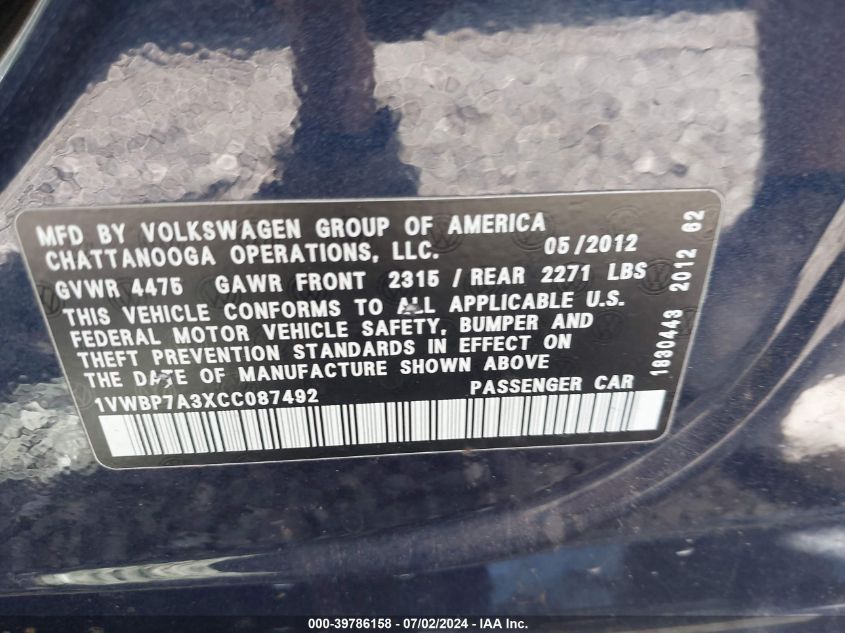 MFD BY VOLKSWAGEN GROUP OF AMERICA
CHATTANOOGA OPERATIONS, LLC. 05/2012
GVWR 4475 GAWR FRONT 2315 / REAR 2271 LBS
THIS VEHICLE CONFORMS TO ALL APPLICABLE U.S.
FEDERAL MOTOR VEHICLE SAFETY, BUMPER AND
THEFT PREVENTION STANDARDS IN EFFECT ON
THE DATE OF MANUFACTURE SHOWN ABOVE
1VWBP7A3XCC087492 PASSENGER CAR
1830443 2012 62
000-39786158 - 07/02/2024 - IAA Inc.